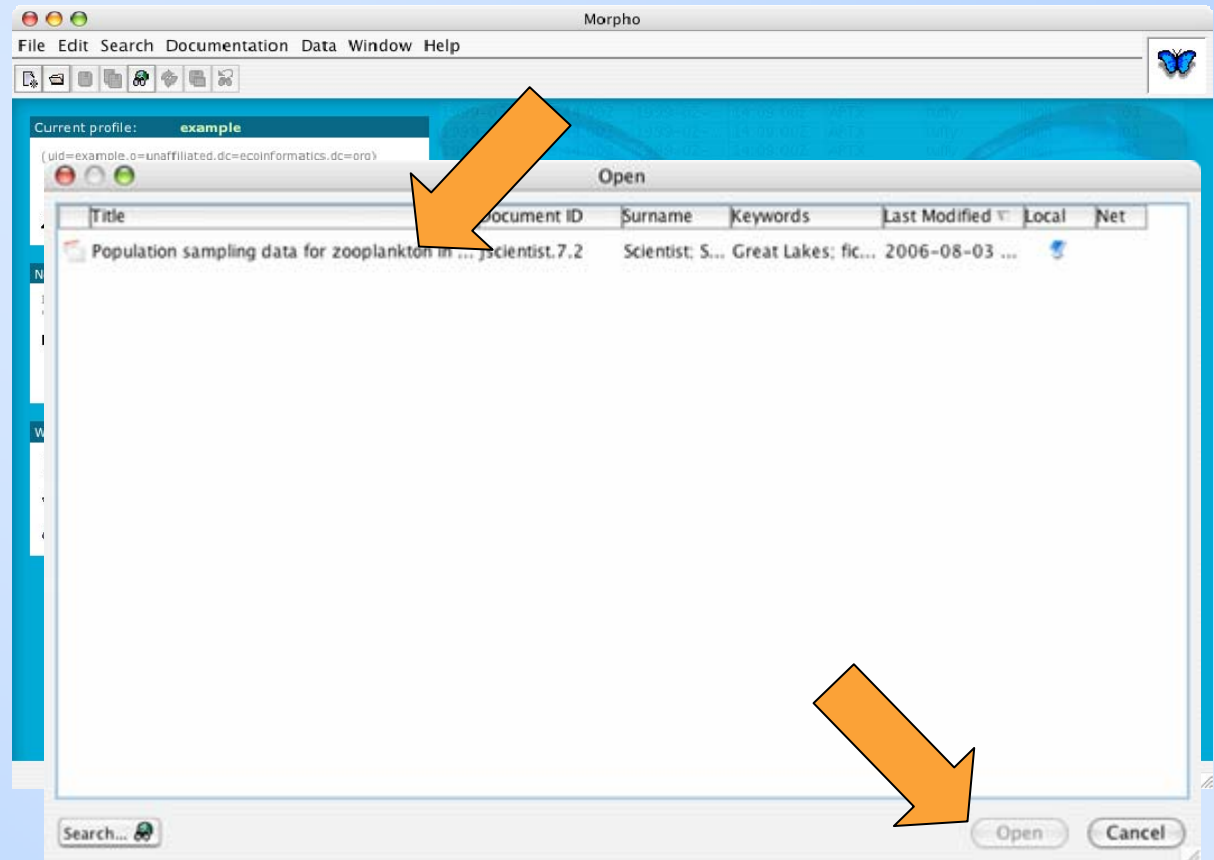 Morpho
File Edit Search Documentation Data Window Help
Current profile: example
(uid=example,o=unaffiliated,dc=ecoinformatics,dc=org)
Open
Title Document ID Surname Keywords Last Modified Local Net
Population sampling data for zooplankton in ... jscientist.7.2 Scientist; S... Great Lakes; fic... 2006-08-03 ...
Search...
Open Cancel